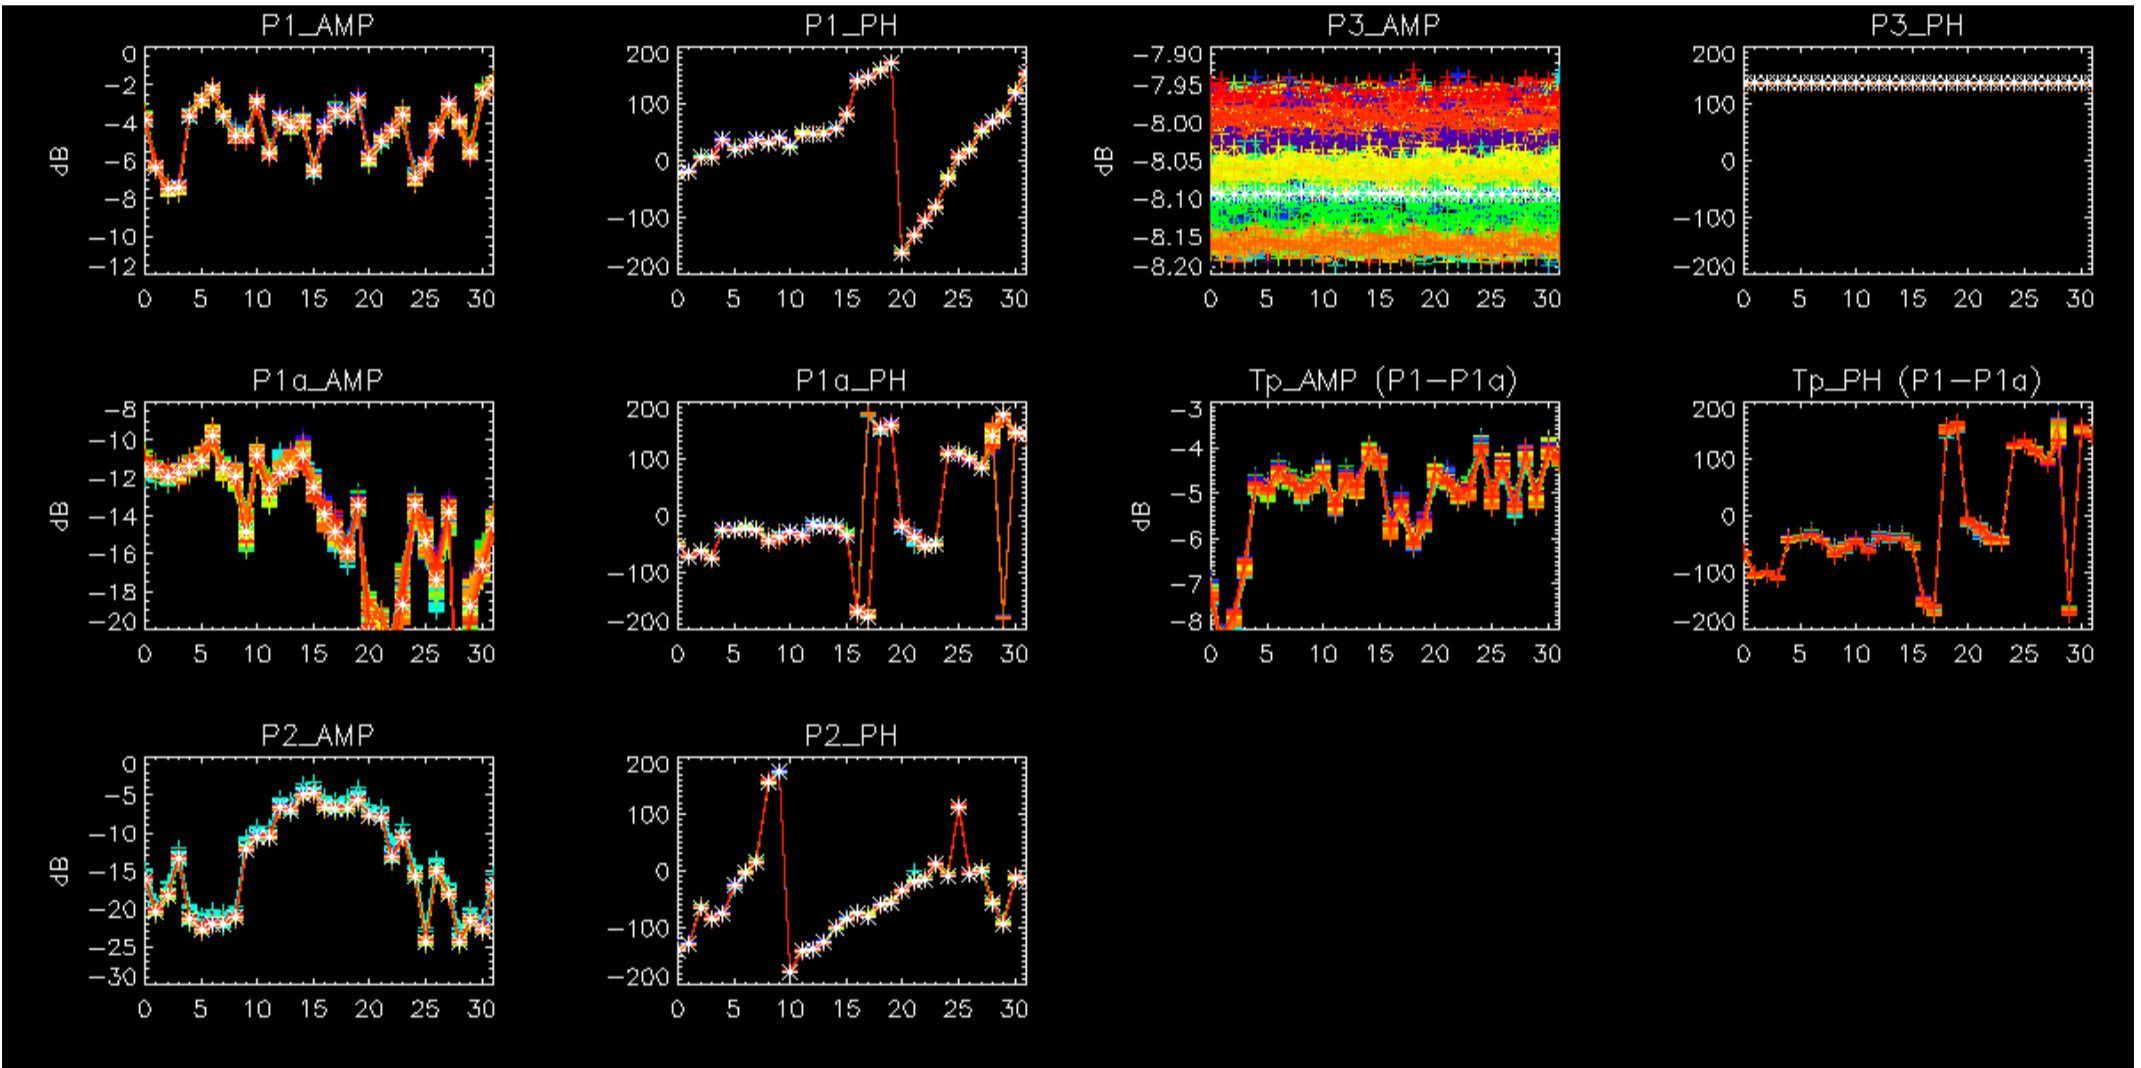 P1_AMP
dB
0
−2
−4
−6
−8
−10
−12
0 5 10 15 20 25 30
P1_PH
200
100
0
−100
−200
0 5 10 15 20 25 30
P3_AMP
dB
−7.90
−7.95
−8.00
−8.05
−8.10
−8.15
−8.20
0 5 10 15 20 25 30
P3_PH
200
100
0
−100
−200
0 5 10 15 20 25 30
P1a_AMP
dB
−8
−10
−12
−14
−16
−18
−20
0 5 10 15 20 25 30
P1a_PH
200
100
0
−100
−200
0 5 10 15 20 25 30
Tp_AMP (P1−P1a)
dB
−3
−4
−5
−6
−7
−8
0 5 10 15 20 25 30
Tp_PH (P1−P1a)
200
100
0
−100
−200
0 5 10 15 20 25 30
P2_AMP
dB
0
−5
−10
−15
−20
−25
−30
0 5 10 15 20 25 30
P2_PH
200
100
0
−100
−200
0 5 10 15 20 25 30